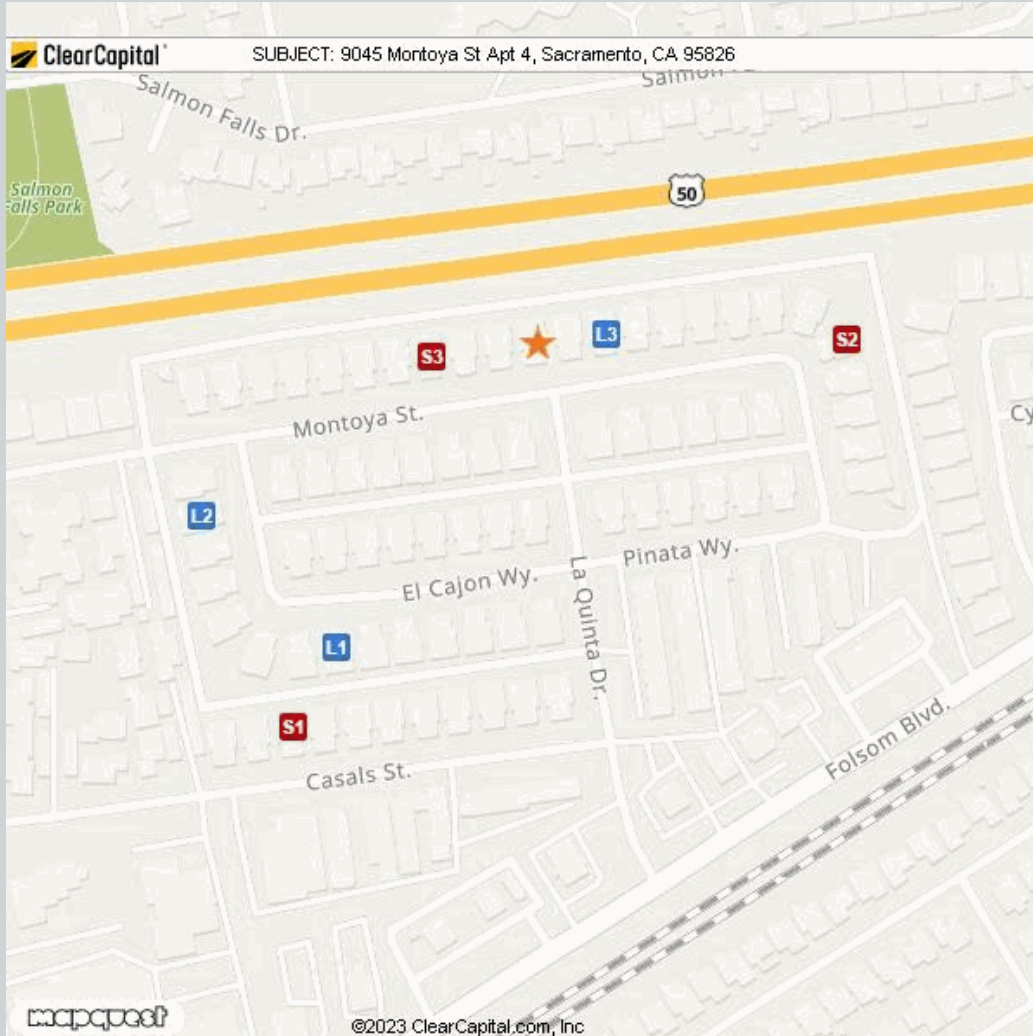 ClearCapital
SUBJECT: 9045 Montoya St Apt 4, Sacramento, CA 95826
Salmon Falls Dr.
Salmon
Salmon
Falls Park
50
S3
L3
S2
Montoya St.
Cy
L2
El Cajon Wy.
Pinata Wy.
La Quinta Dr.
L1
S1
Casals St.
Folsom Blvd.
mapquest
©2023 ClearCapital.com, Inc